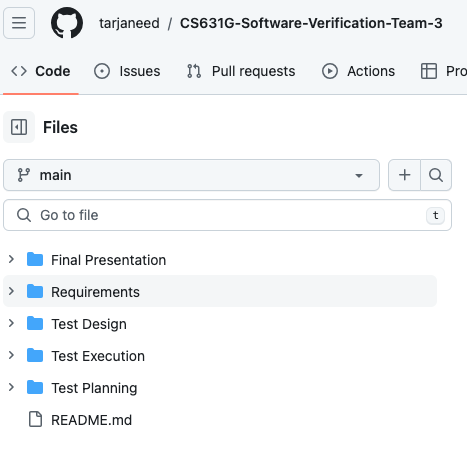 tarjaneed / CS631G-Software-Verification-Team-3
Code Issues Pull requests Actions Pro
Files
main
Go to file t
Final Presentation
Requirements
Test Design
Test Execution
Test Planning
README.md